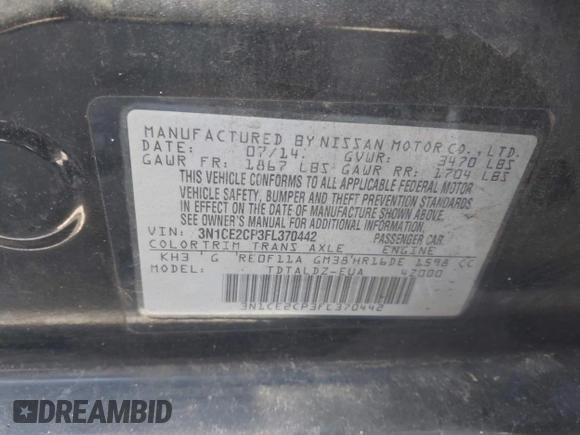 MANUFACTURED BY NISSAN MOTOR CO., LTD.
DATE: 07/14 GVWR: 3470 LBS
GAWR FR: 1867 LBS GAWR RR: 1704 LBS
THIS VEHICLE CONFORMS TO ALL APPLICABLE FEDERAL MOTOR
VEHICLE SAFETY, BUMPER AND THEFT PREVENTION STANDARDS
IN EFFECT ON THE DATE OF MANUFACTURE SHOWN ABOVE.
SEE OWNER'S MANUAL FOR ADDITIONAL INFORMATION.
VIN: 3N1CE2CP3FL370442 PASSENGER CAR
COLOR TRIM TRANS AXLE ENGINE
KH3 G RE0F11A GM38 HR16DE 1598 CC
TDTALDZ-EUA 42000
3N1CE2CP3FL370442
DREAMBID